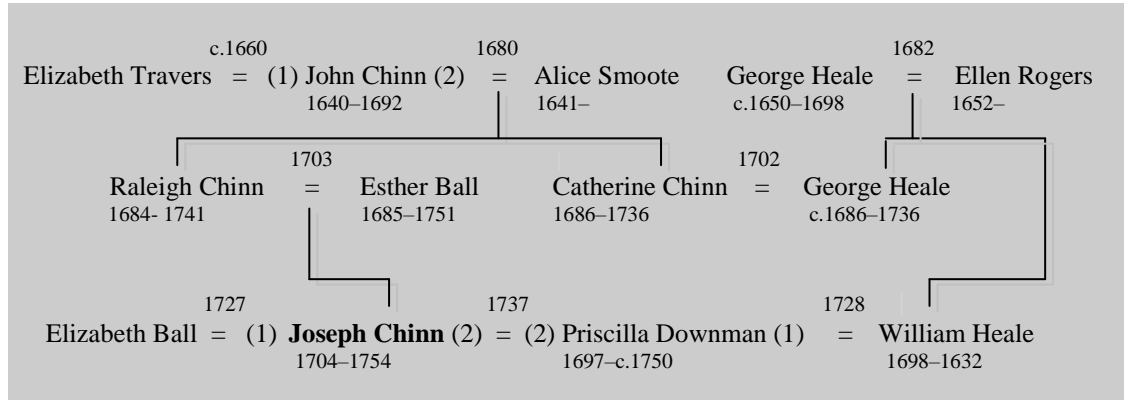 c.1660 1680 1682
Elizabeth Travers = (1) John Chinn (2) = Alice Smoote George Heale = Ellen Rogers
1640–1692 1641– c.1650–1698 1652–
1703 1702
Raleigh Chinn = Esther Ball Catherine Chinn = George Heale
1684- 1741 1685–1751 1686–1736 c.1686–1736
1727 1737 1728
Elizabeth Ball = (1) Joseph Chinn (2) = (2) Priscilla Downman (1) = William Heale
1704–1754 1697–c.1750 1698–1632